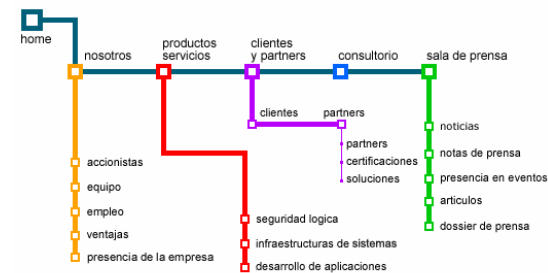 home
nosotros
productos
servicios
clientes
y partners
consultorio
sala de prensa
clientes
partners
partners
certificaciones
soluciones
accionistas
equipo
empleo
ventajas
presencia de la empresa
seguridad logica
infraestructuras de sistemas
desarrollo de aplicaciones
noticias
notas de prensa
presencia en eventos
articulos
dossier de prensa